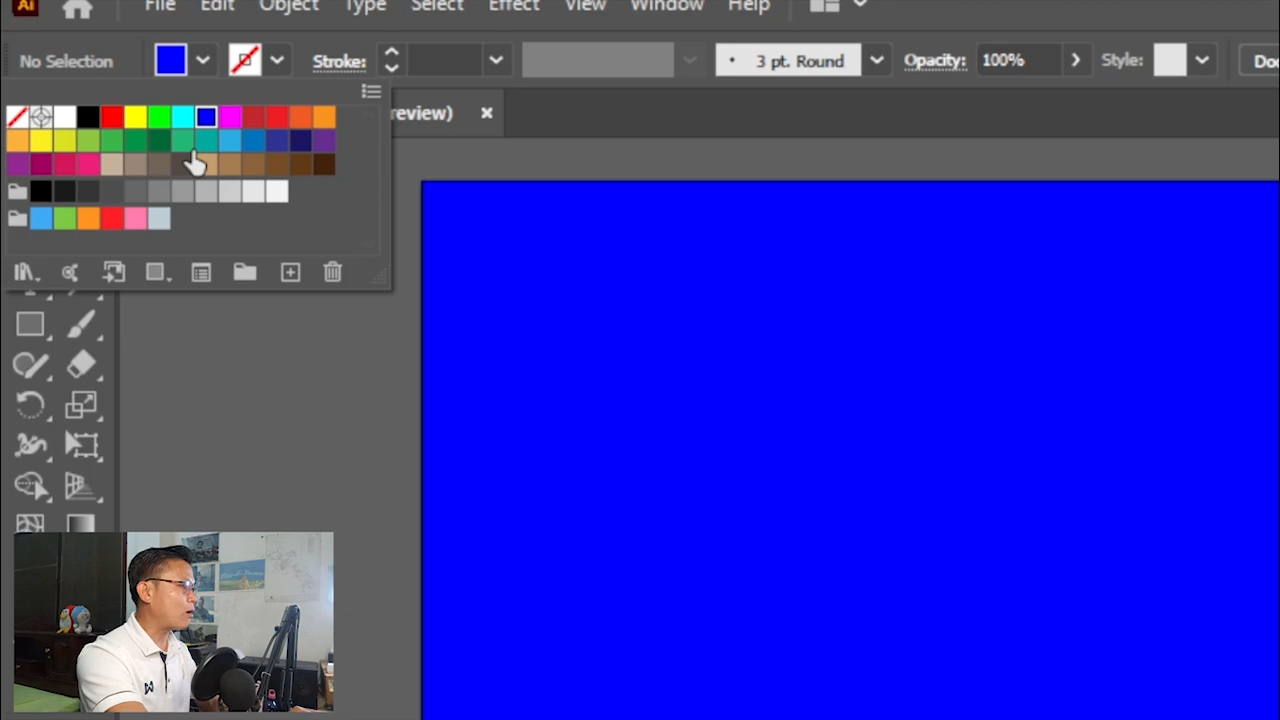 Ai File Edit Object Type Select Effect View Window Help
No Selection Stroke: 3 pt. Round Opacity: 100% Style:
review)